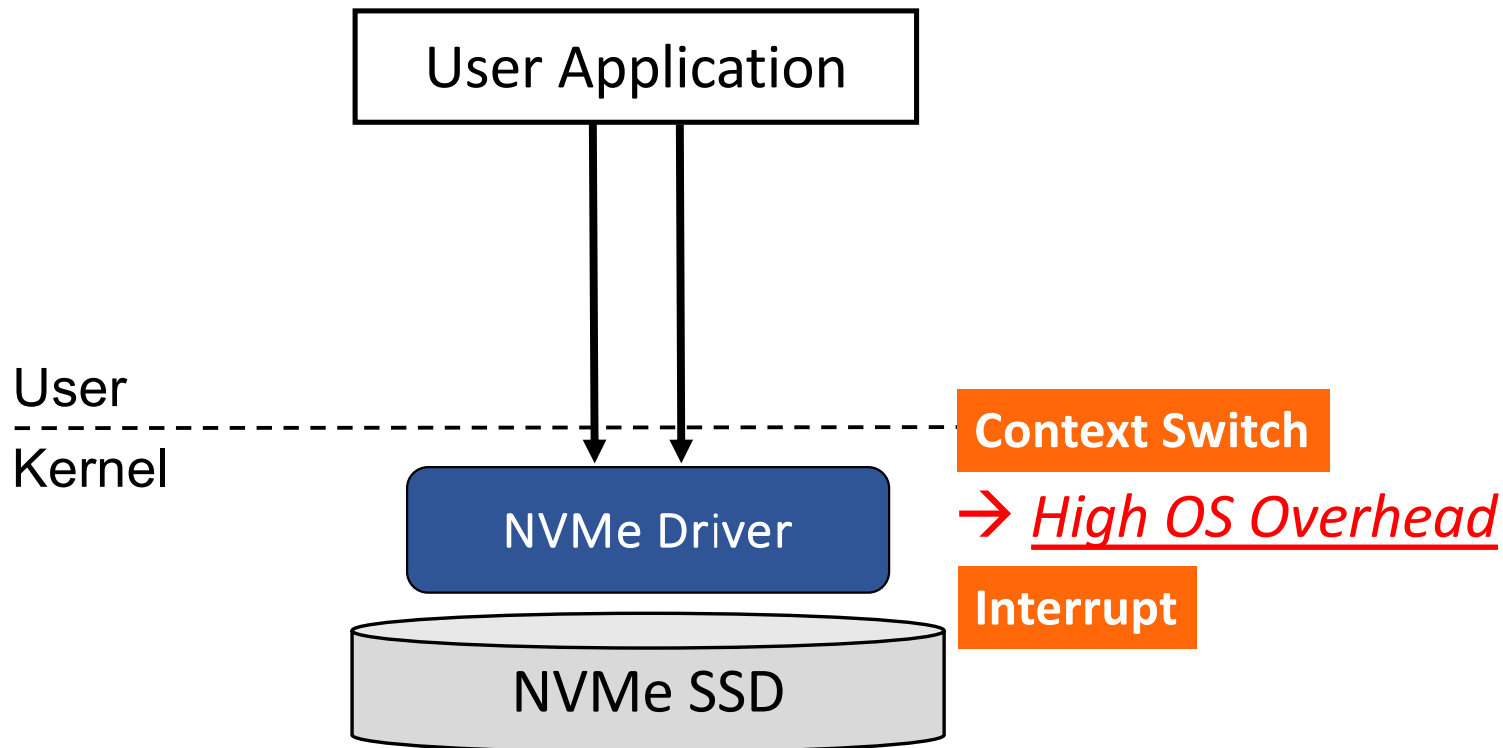 User Application
User
Context Switch
Kernel
→ High OS Overhead
NVMe Driver
Interrupt
NVMe SSD